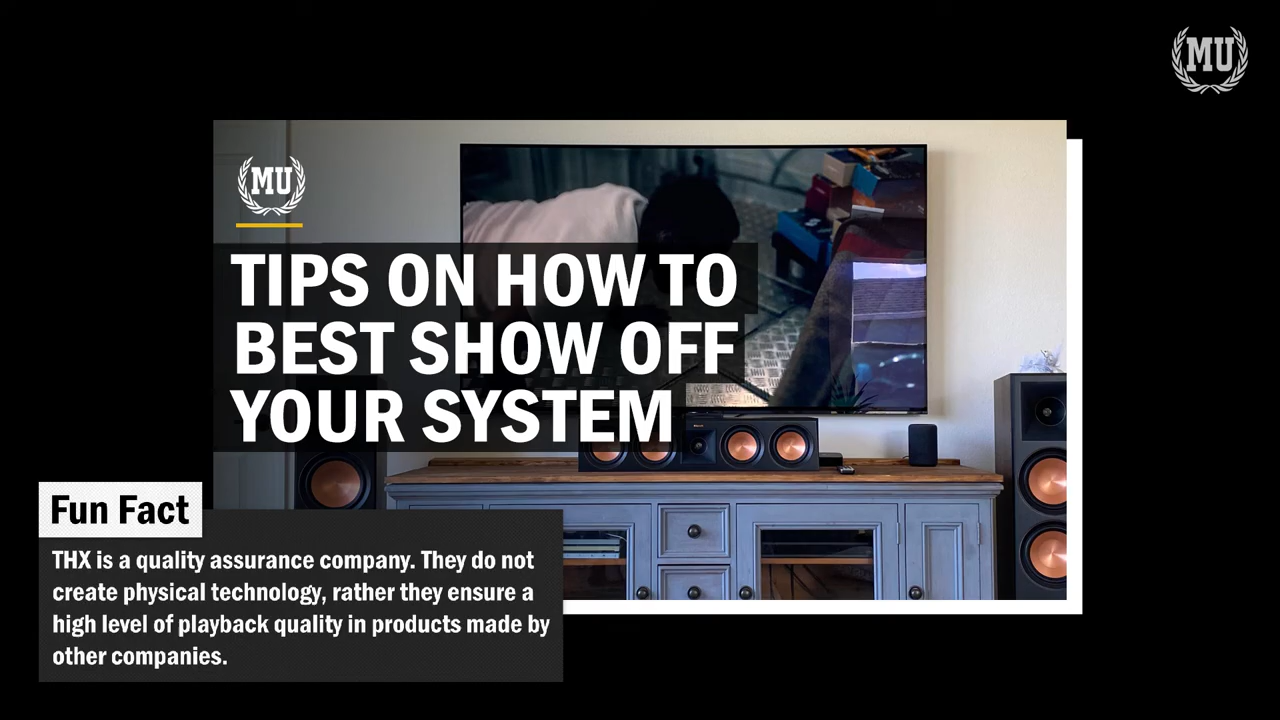 MU
MU
TIPS ON HOW TO
BEST SHOW OFF
YOUR SYSTEM
Fun Fact
THX is a quality assurance company. They do not
create physical technology, rather they ensure a
high level of playback quality in products made by
other companies.